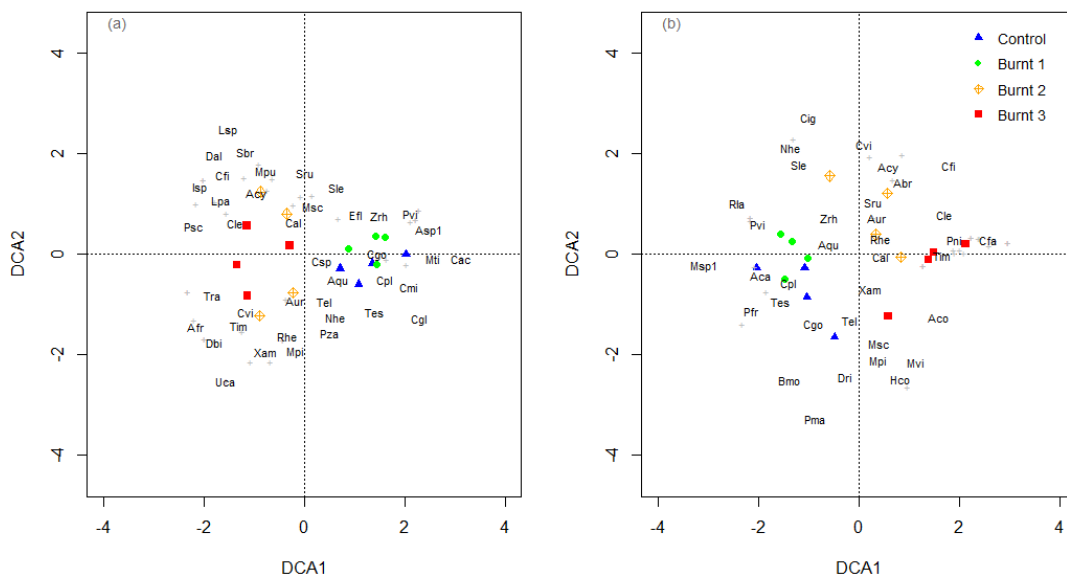 (a)
4
2
0
-2
-4
DCA2
Lsp
Dal Sbr
Cfi Mpu Sru
Isp Acy Sle
Lpa Msc
Psc Cle Cal Efl Zrh Pvi
Asp1
Csp Cgo Mti Cac
Aqu Cpl Cmi
Tra Aur Tel
Cvi Nhe Tes Cgl
Afr Tim Rhe Pza
Dbi Xam Mpi
Uca
-4 -2 0 2 4
DCA1
(b)
Control
Burnt 1
Burnt 2
Burnt 3
4
2
0
-2
-4
DCA2
Cig
Nhe Cvi
Sle Acy Cfi
Abr
Rla Sru
Pvi Zrh Aur Cle
Aqu Rhe Pni Cfa
Msp1 Cal Tim
Aca Cpl
Tes Xam
Pfr Cgo Tel Aco
Msc
Mpi Mvi
Bmo Dri Hco
Pma
-4 -2 0 2 4
DCA1